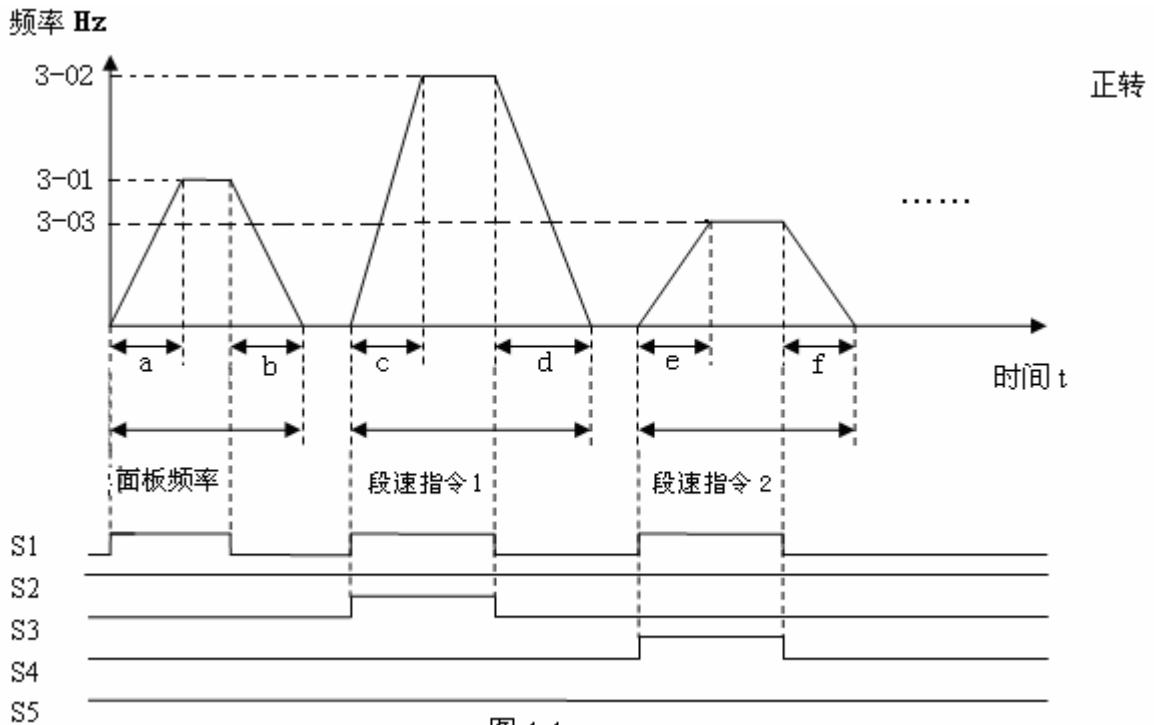 频率 Hz
3-02
正转
3-01
3-03
......
a
b
c
d
e
f
时间 t
面板频率
段速指令1
段速指令2
S1
S2
S3
S4
S5